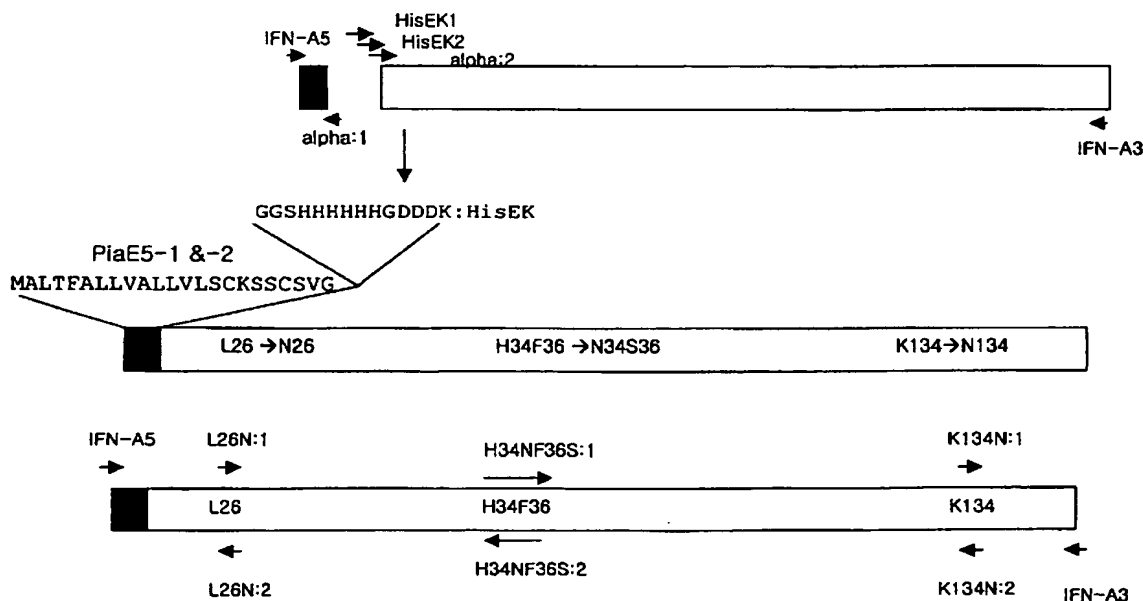 HisEK1
IFN-A5
HisEK2
alpha:2
alpha:1
IFN-A3
GGSHHHHHHGDDDK:HisEK
PiaE5-1 &-2
MALTFALLVALLVLSCKSSCSVG
L26→N26
H34F36→N34S36
K134→N134
IFN-A5
L26N:1
H34NF36S:1
K134N:1
L26
H34F36
K134
L26N:2
H34NF36S:2
K134N:2
IFN-A3